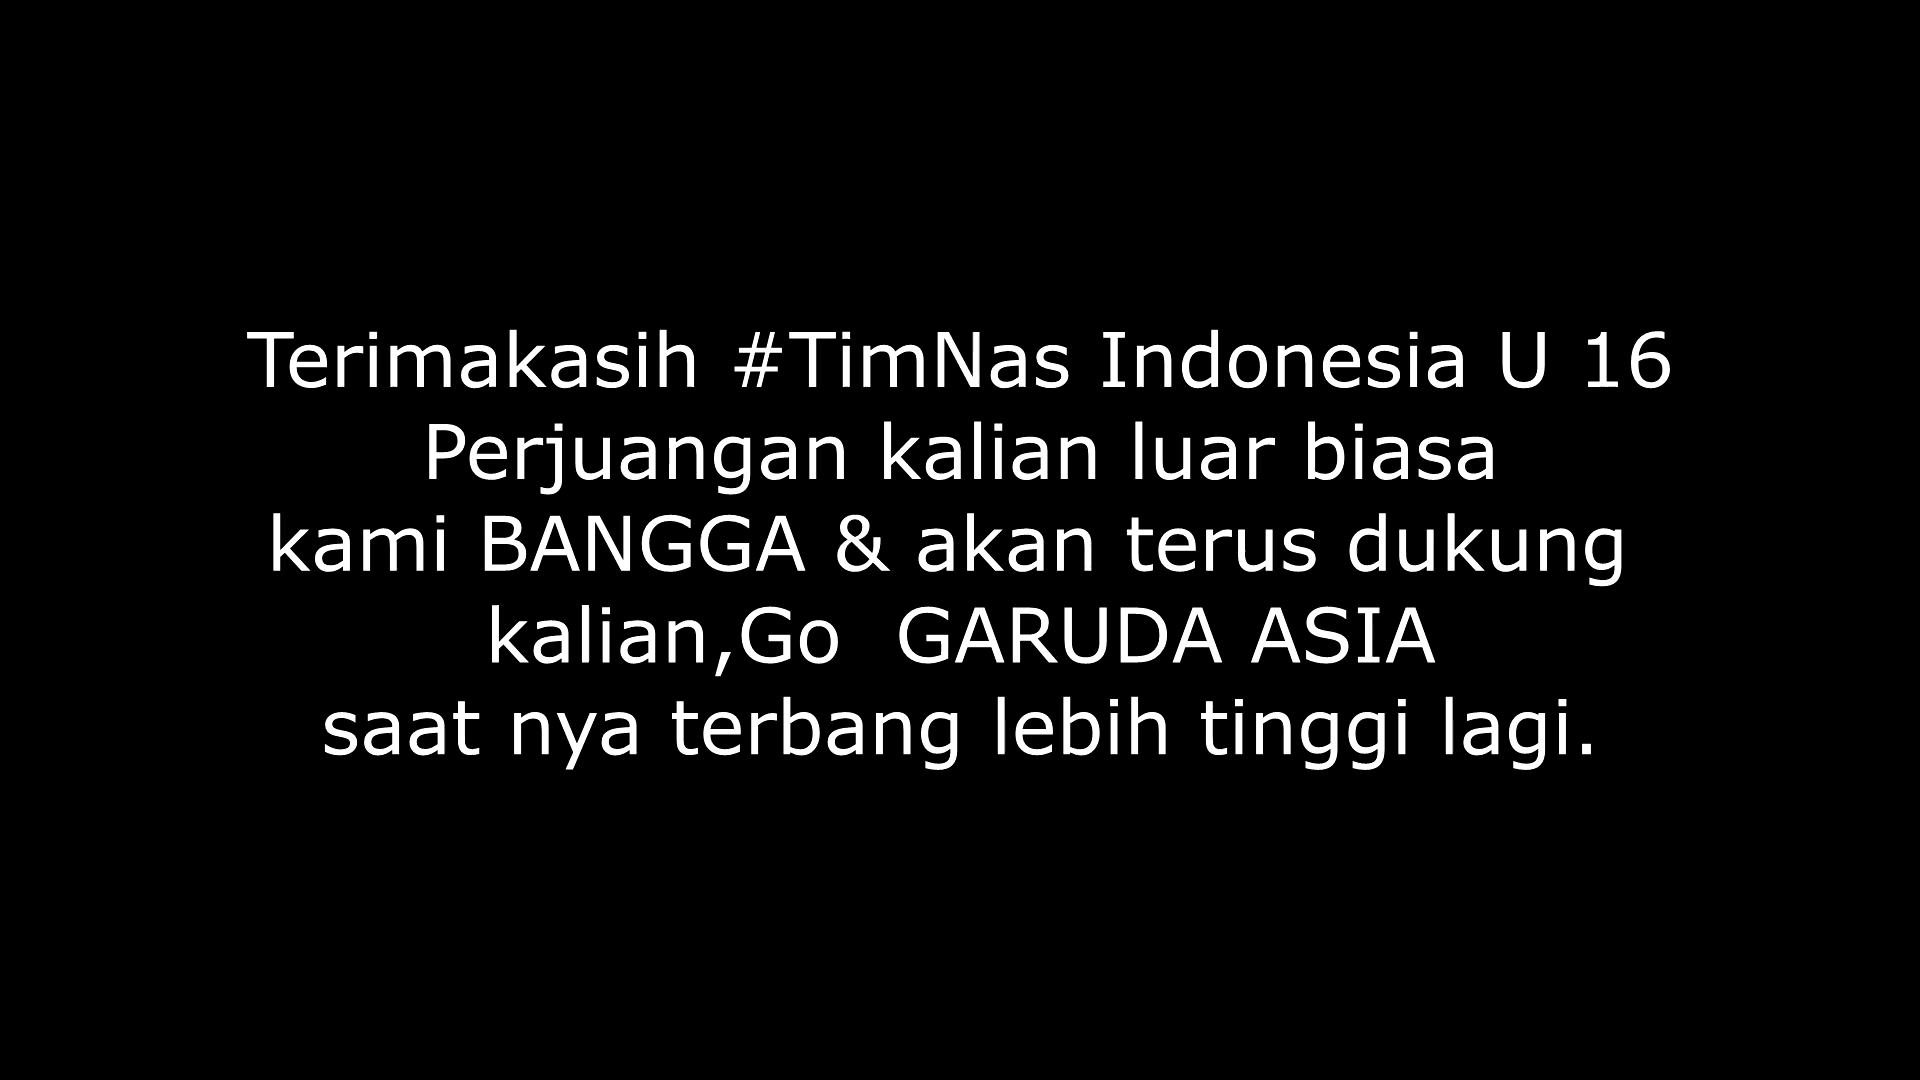 Terimakasih #TimNas Indonesia U 16
Perjuangan kalian luar biasa
kami BANGGA & akan terus dukung
kalian,Go  GARUDA ASIA
saat nya terbang lebih tinggi lagi.